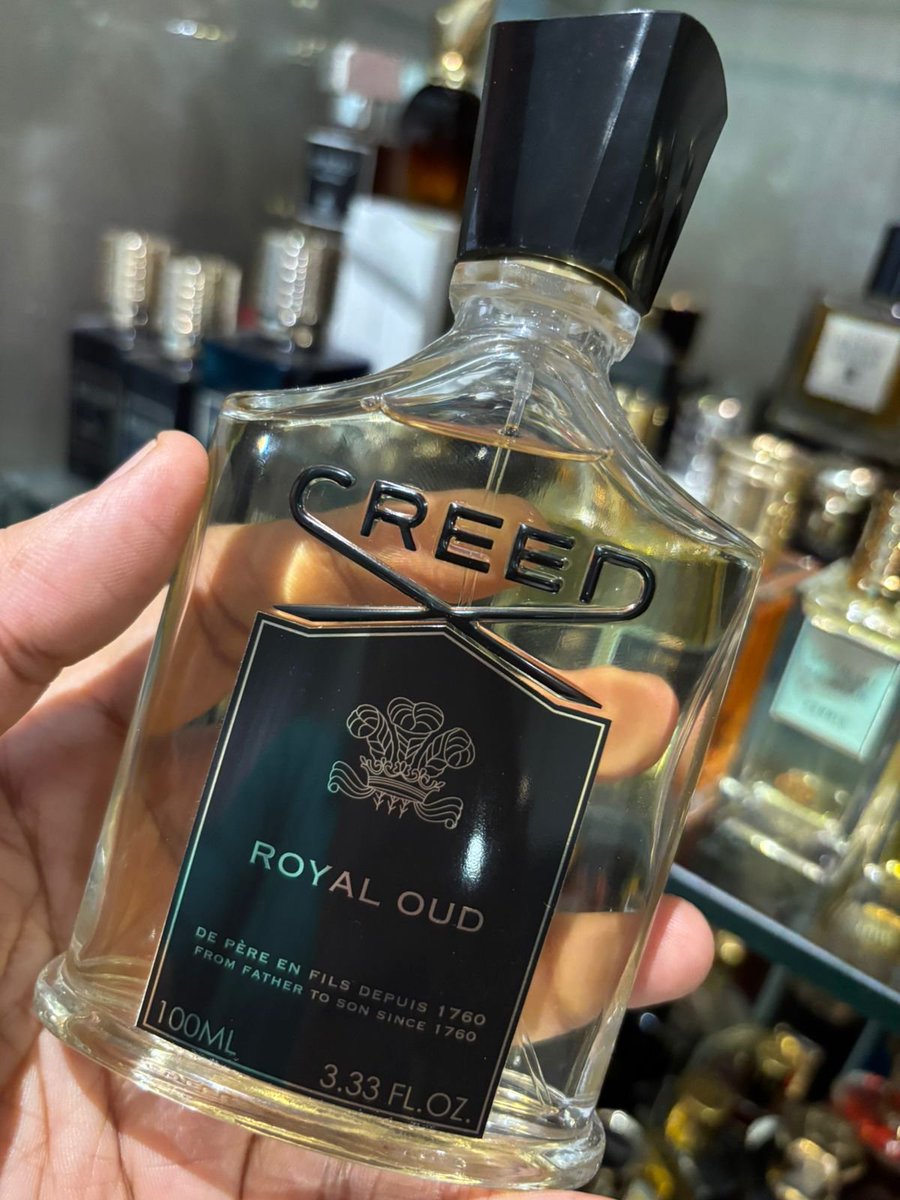 CREED
ROYAL OUD
DE PÈRE EN FILS DEPUIS 1760
FROM FATHER TO SON SINCE 1760
100ML
3.33 FL.OZ.